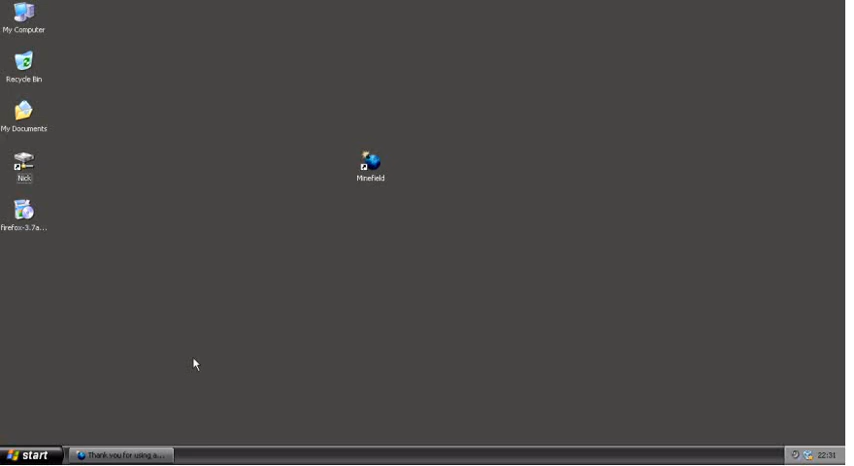 My Computer
Recycle Bin
My Documents
Nick
firefox-3.7a...
Minefield
start
Thank you for using a...
22:31